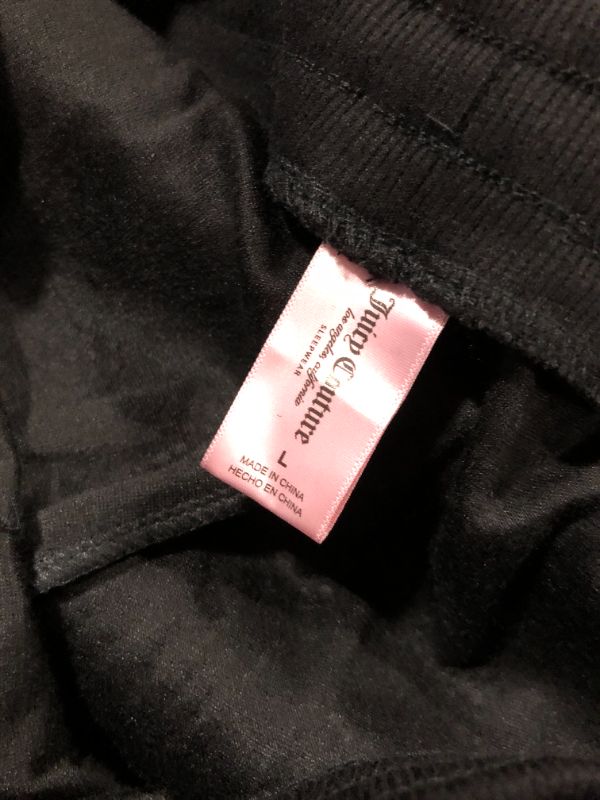 Juicy Couture
los angeles, california
SLEEPWEAR
L
MADE IN CHINA
HECHO EN CHINA